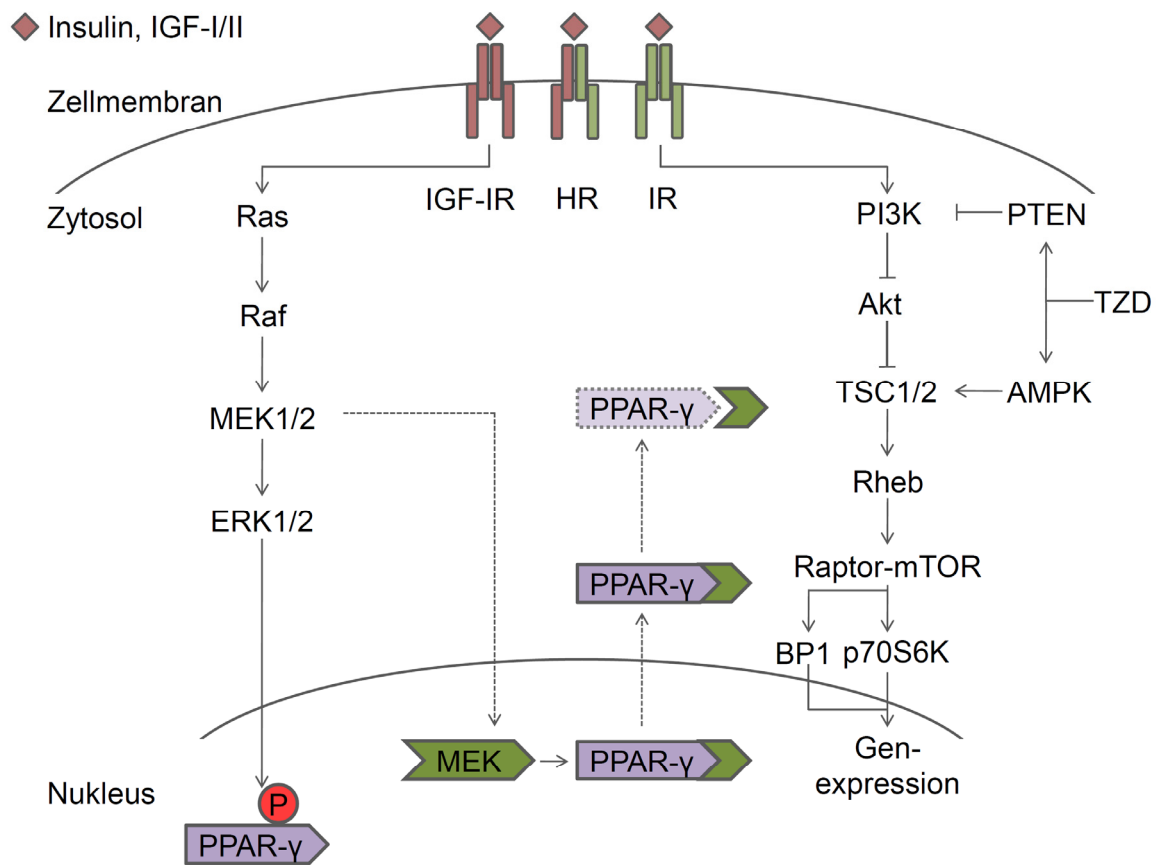 Insulin, IGF-I/II
Zellmembran
IGF-IR
HR
IR
Zytosol
Ras
PI3K
PTEN
Raf
Akt
TZD
MEK1/2
PPAR-γ
TSC1/2
AMPK
Rheb
ERK1/2
PPAR-γ
Raptor-mTOR
BP1
p70S6K
MEK
PPAR-γ
Gen-
expression
Nukleus
P
PPAR-γ